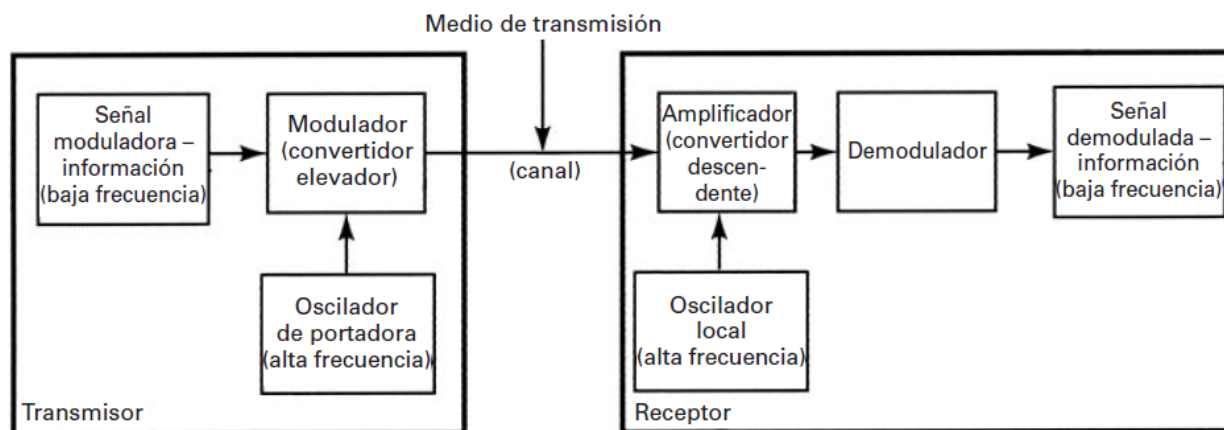 Medio de transmisión
Señal
moduladora –
información
(baja frecuencia)
Modulador
(convertidor
elevador)
(canal)
Amplificador
(convertidor
descen-
dente)
Demodulador
Señal
demodulada –
información
(baja frecuencia)
Oscilador
de portadora
(alta frecuencia)
Oscilador
local
(alta frecuencia)
Transmisor
Receptor